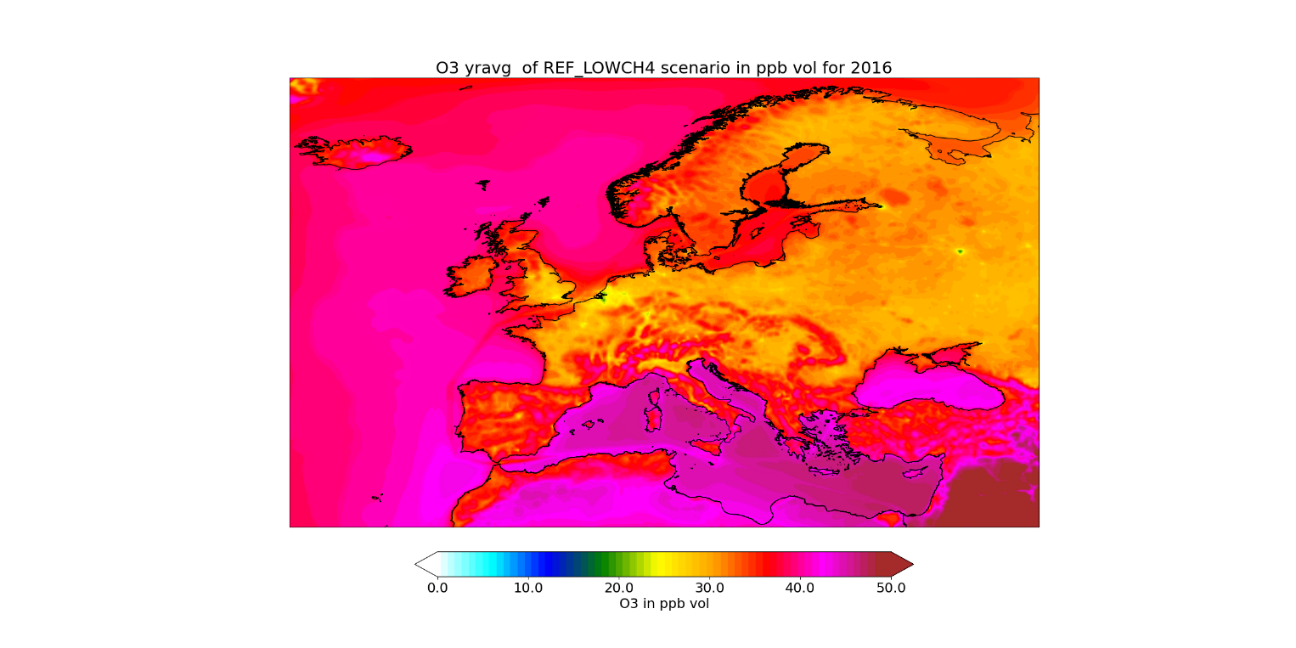 O3 yravg  of REF_LOWCH4 scenario in ppb vol for 2016
0.0 10.0 20.0 30.0 40.0 50.0
O3 in ppb vol